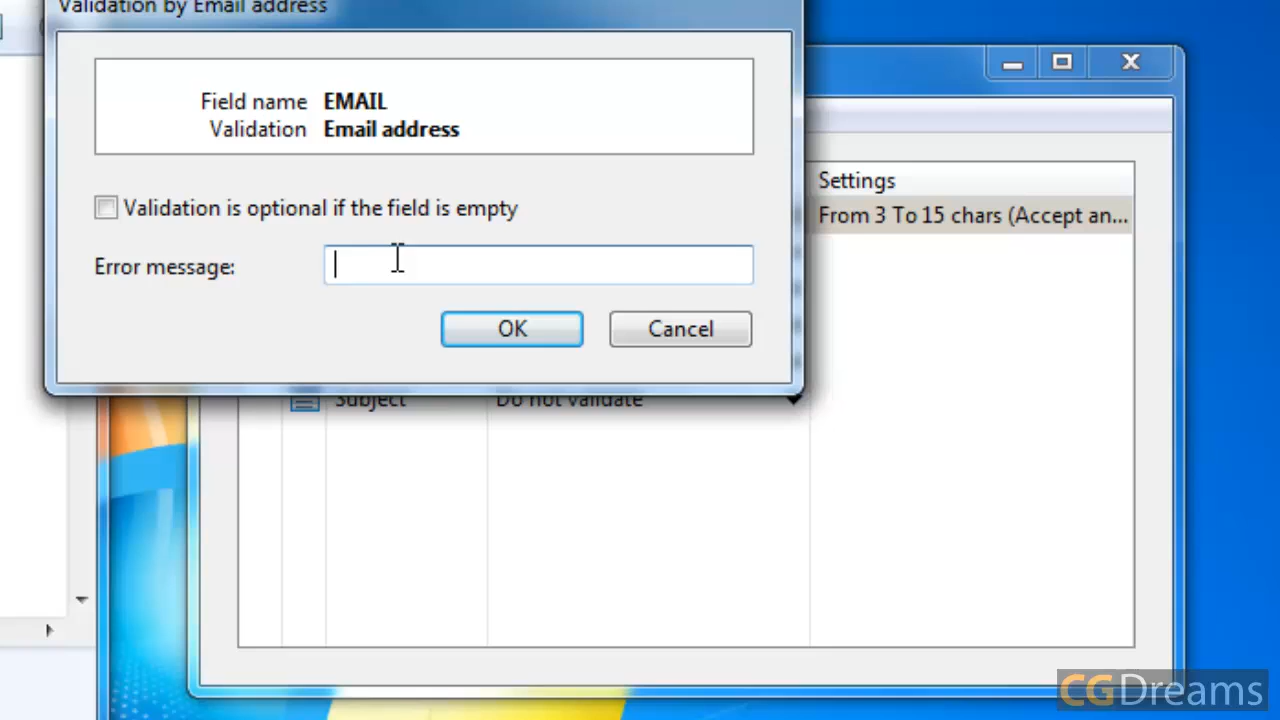 Validation by Email address
Field name EMAIL
Validation Email address
Validation is optional if the field is empty
Error message:
OK Cancel
Settings
From 3 To 15 chars (Accept an...
Subject Do not validate
CGDreams